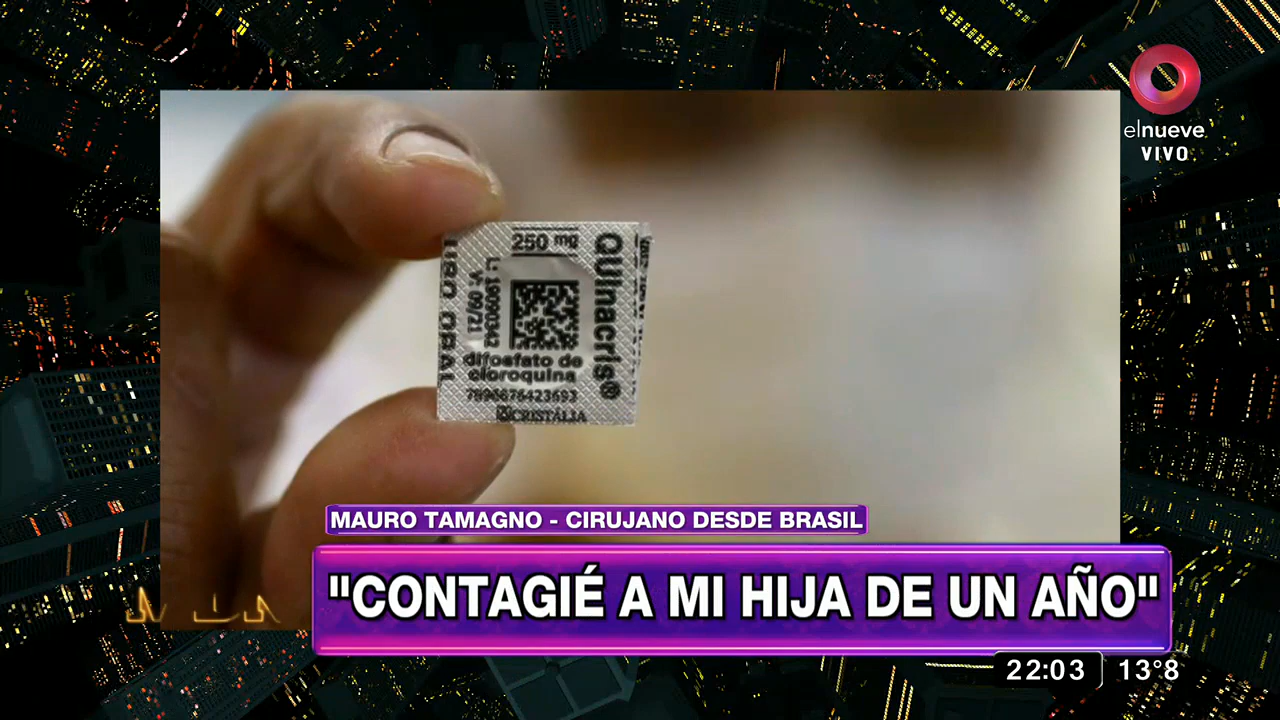 elnueve
VIVO
250 mg
Quinacris®
L: 19090342
V: 09/21
USO ORAL
difosfato de
cloroquina
7896676423693
CRISTÁLIA
MAURO TAMAGNO - CIRUJANO DESDE BRASIL
"CONTAGIÉ A MI HIJA DE UN AÑO"
22:03 13°8